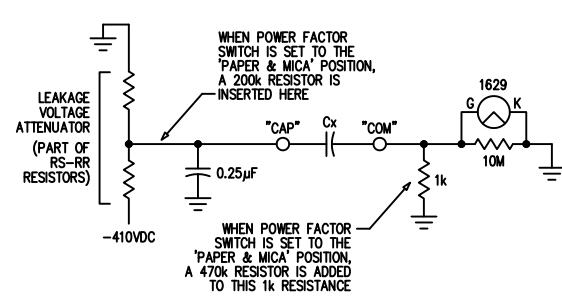 WHEN POWER FACTOR
SWITCH IS SET TO THE
'PAPER & MICA' POSITION,
A 200k RESISTOR IS
INSERTED HERE
LEAKAGE
VOLTAGE
ATTENUATOR
(PART OF
RS-RR
RESISTORS)
-410VDC
0.25µF
"CAP"
Cx
"COM"
1629
G
K
10M
1k
WHEN POWER FACTOR
SWITCH IS SET TO THE
'PAPER & MICA' POSITION,
A 470k RESISTOR IS ADDED
TO THIS 1k RESISTANCE